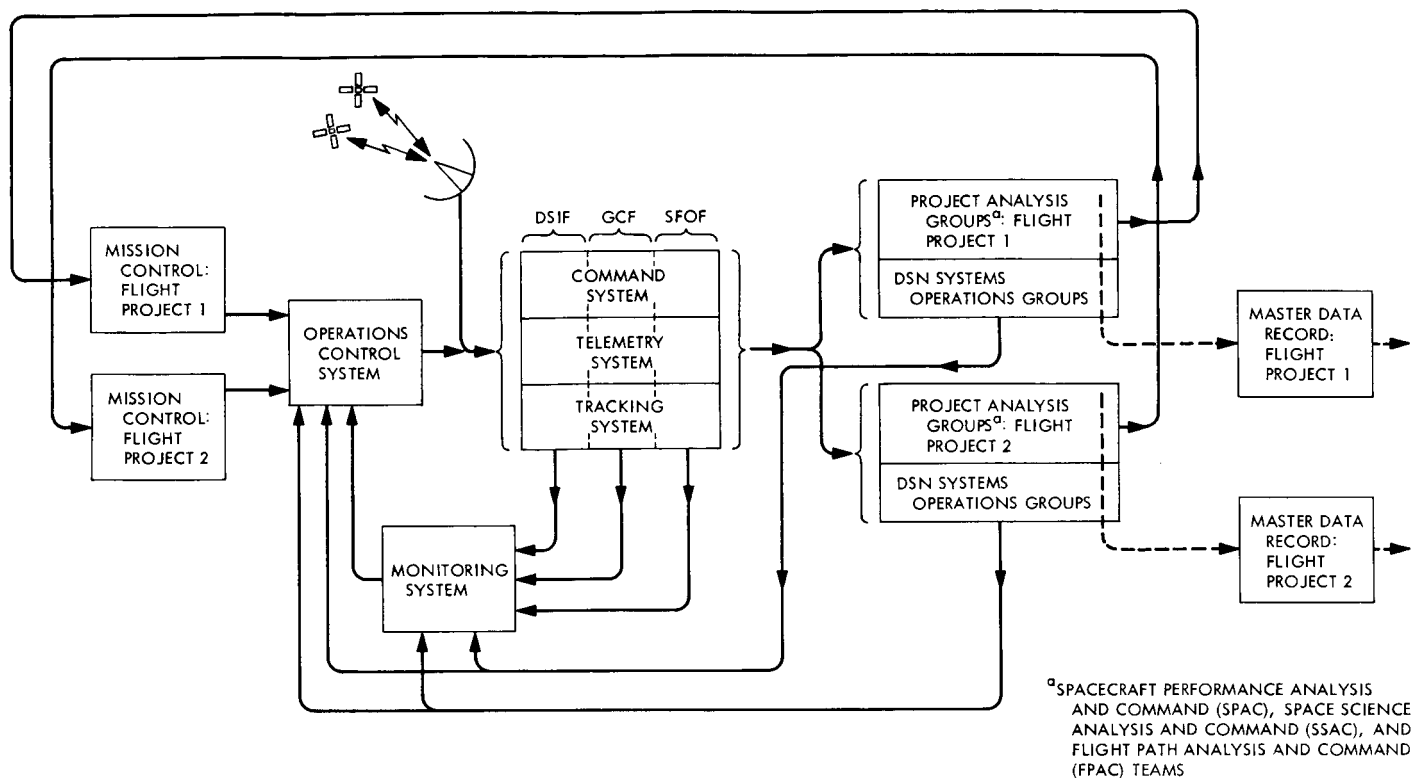 DSIF GCF SFOF
MISSION
CONTROL:
FLIGHT
PROJECT 1
MISSION
CONTROL:
FLIGHT
PROJECT 2
OPERATIONS
CONTROL
SYSTEM
COMMAND
SYSTEM
TELEMETRY
SYSTEM
TRACKING
SYSTEM
MONITORING
SYSTEM
PROJECT ANALYSIS
GROUPSᵃ: FLIGHT
PROJECT 1
DSN SYSTEMS
OPERATIONS GROUPS
PROJECT ANALYSIS
GROUPSᵃ: FLIGHT
PROJECT 2
DSN SYSTEMS
OPERATIONS GROUPS
MASTER DATA
RECORD:
FLIGHT
PROJECT 1
MASTER DATA
RECORD:
FLIGHT
PROJECT 2
ᵃSPACECRAFT PERFORMANCE ANALYSIS
AND COMMAND (SPAC), SPACE SCIENCE
ANALYSIS AND COMMAND (SSAC), AND
FLIGHT PATH ANALYSIS AND COMMAND
(FPAC) TEAMS